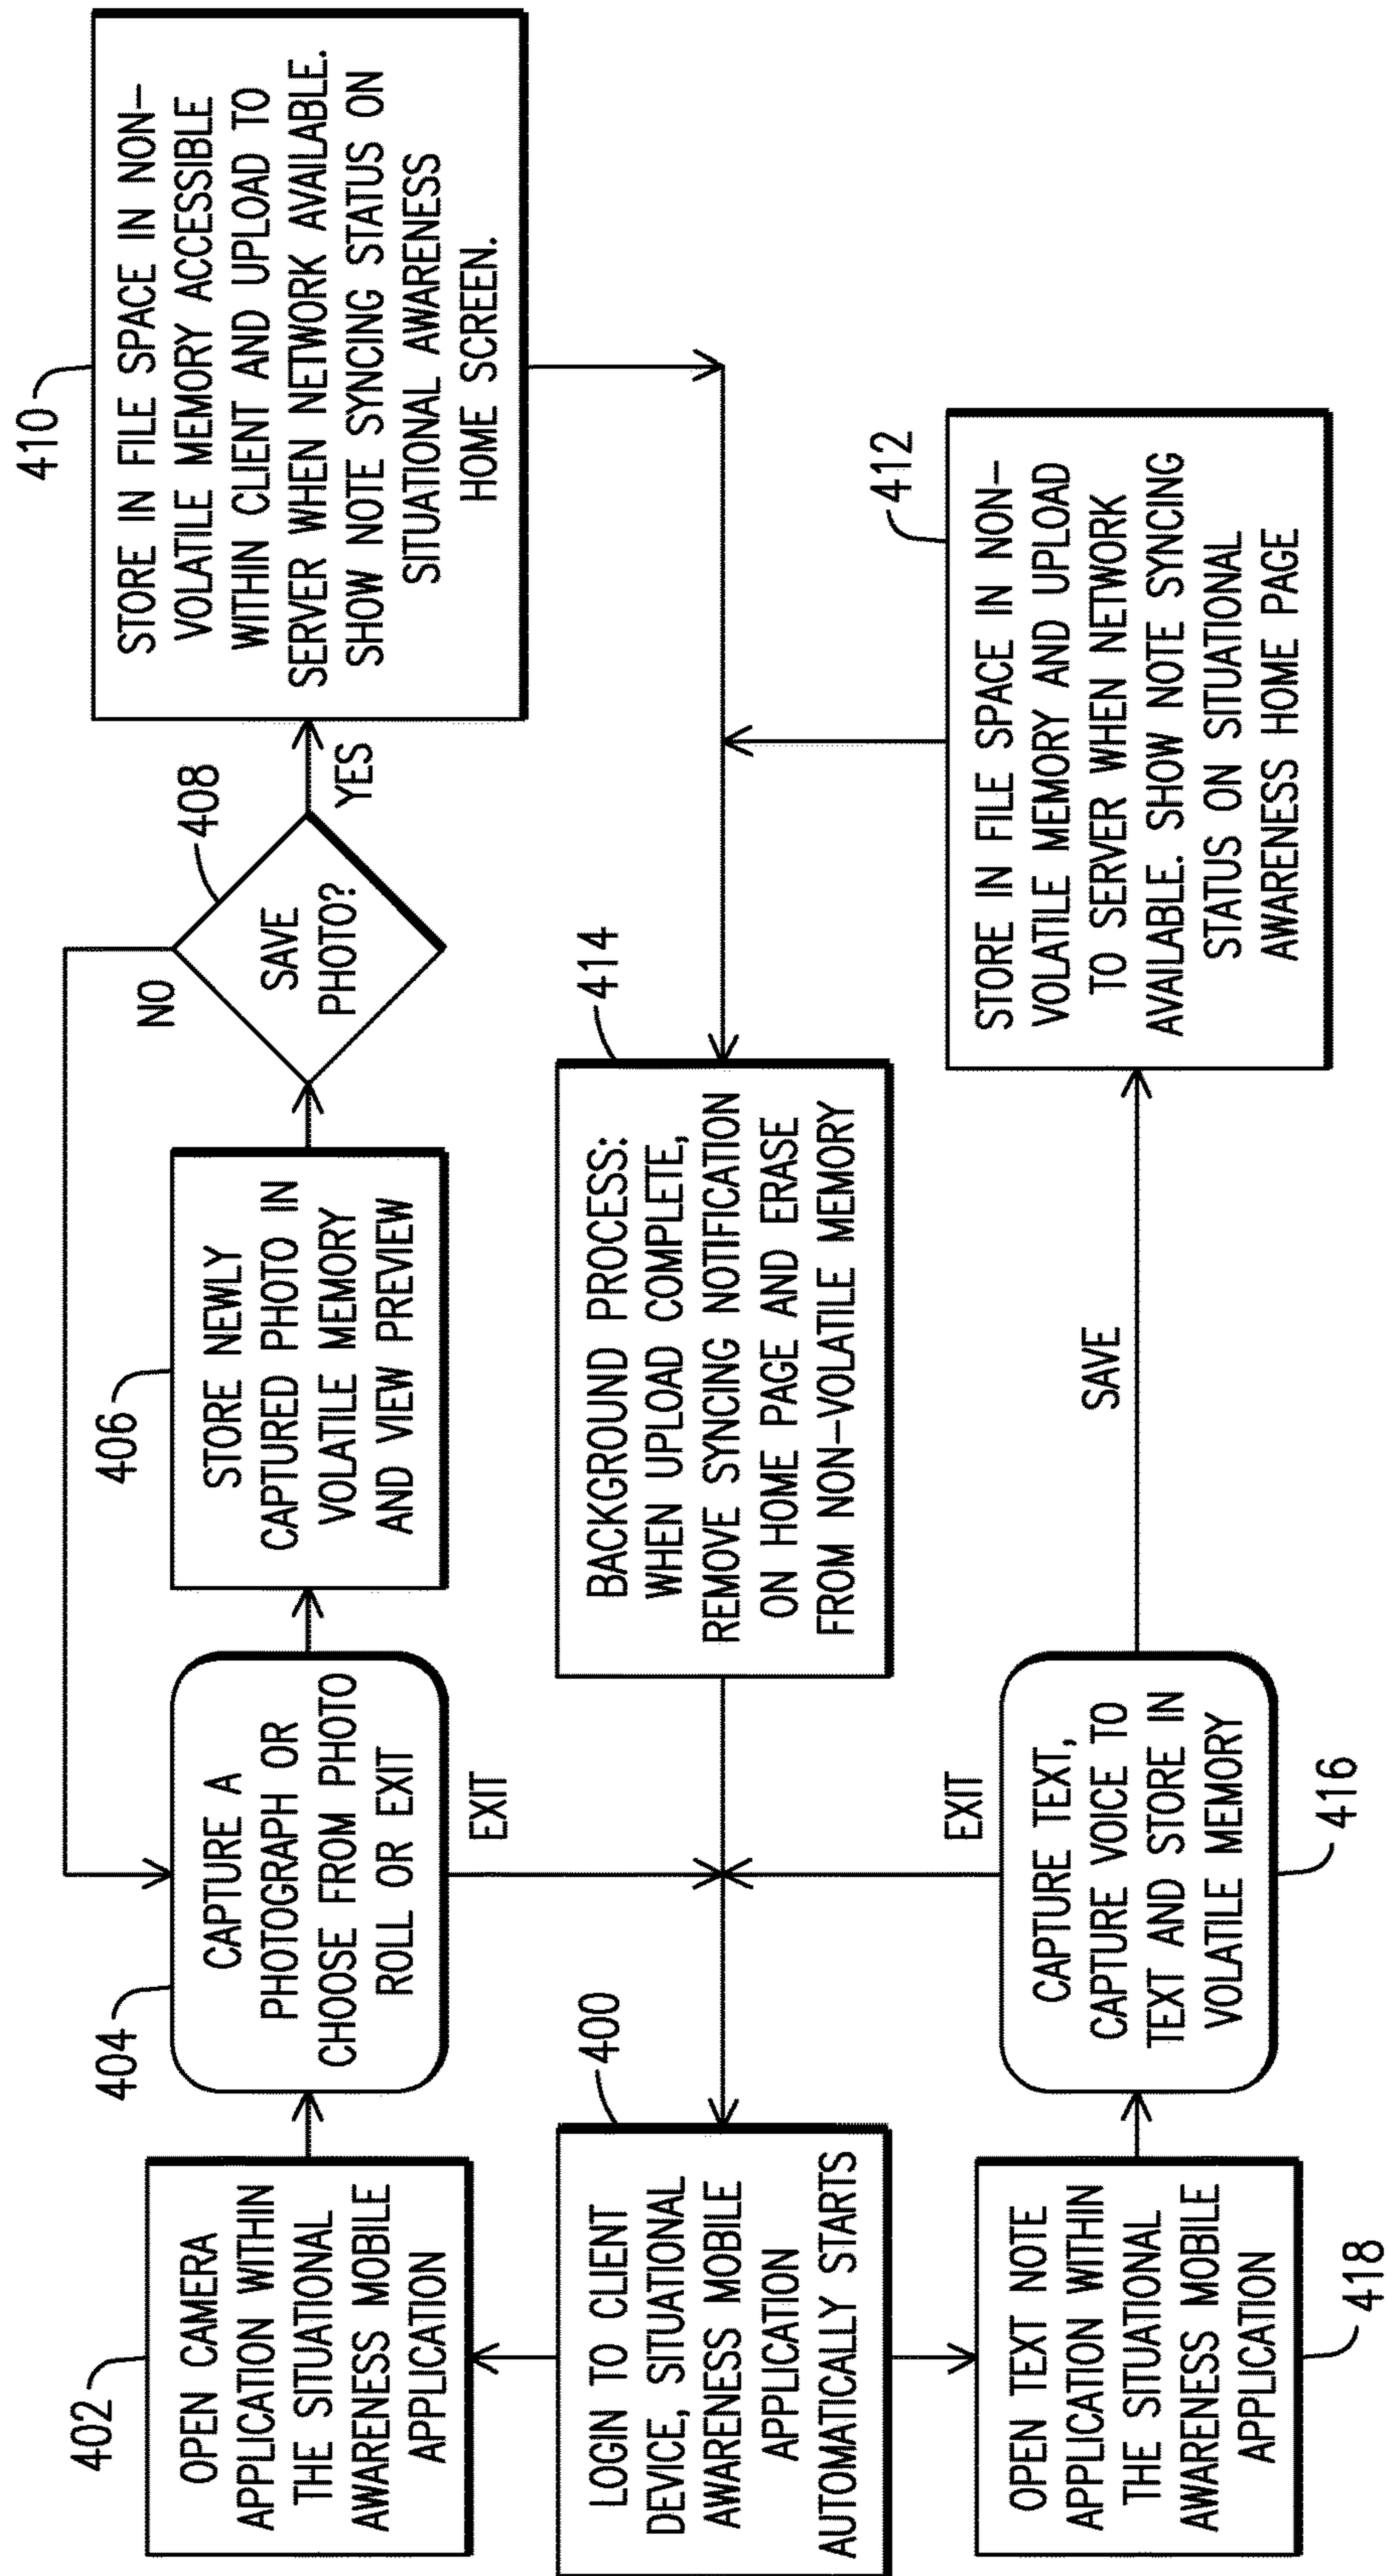 402
OPEN CAMERA
APPLICATION WITHIN
THE SITUATIONAL
AWARENESS MOBILE
APPLICATION
404
CAPTURE A
PHOTOGRAPH OR
CHOOSE FROM PHOTO
ROLL OR EXIT
EXIT
406
STORE NEWLY
CAPTURED PHOTO IN
VOLATILE MEMORY
AND VIEW PREVIEW
408
SAVE
PHOTO?
NO
YES
410
STORE IN FILE SPACE IN NON-
VOLATILE MEMORY ACCESSIBLE
WITHIN CLIENT AND UPLOAD TO
SERVER WHEN NETWORK AVAILABLE.
SHOW NOTE SYNCING STATUS ON
SITUATIONAL AWARENESS
HOME SCREEN.
400
LOGIN TO CLIENT
DEVICE, SITUATIONAL
AWARENESS MOBILE
APPLICATION
AUTOMATICALLY STARTS
414
BACKGROUND PROCESS:
WHEN UPLOAD COMPLETE,
REMOVE SYNCING NOTIFICATION
ON HOME PAGE AND ERASE
FROM NON-VOLATILE MEMORY
OPEN TEXT NOTE
APPLICATION WITHIN
THE SITUATIONAL
AWARENESS MOBILE
APPLICATION
418
EXIT
CAPTURE TEXT,
CAPTURE VOICE TO
TEXT AND STORE IN
VOLATILE MEMORY
416
SAVE
412
STORE IN FILE SPACE IN NON-
VOLATILE MEMORY AND UPLOAD
TO SERVER WHEN NETWORK
AVAILABLE. SHOW NOTE SYNCING
STATUS ON SITUATIONAL
AWARENESS HOME PAGE